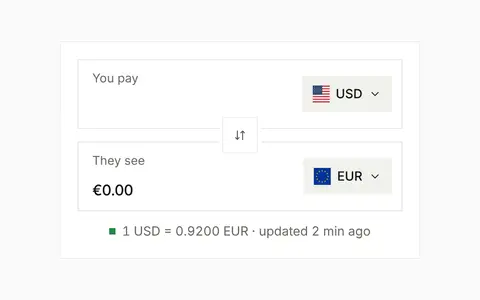 You pay
USD
They see
€0.00
EUR
1 USD = 0.9200 EUR · updated 2 min ago